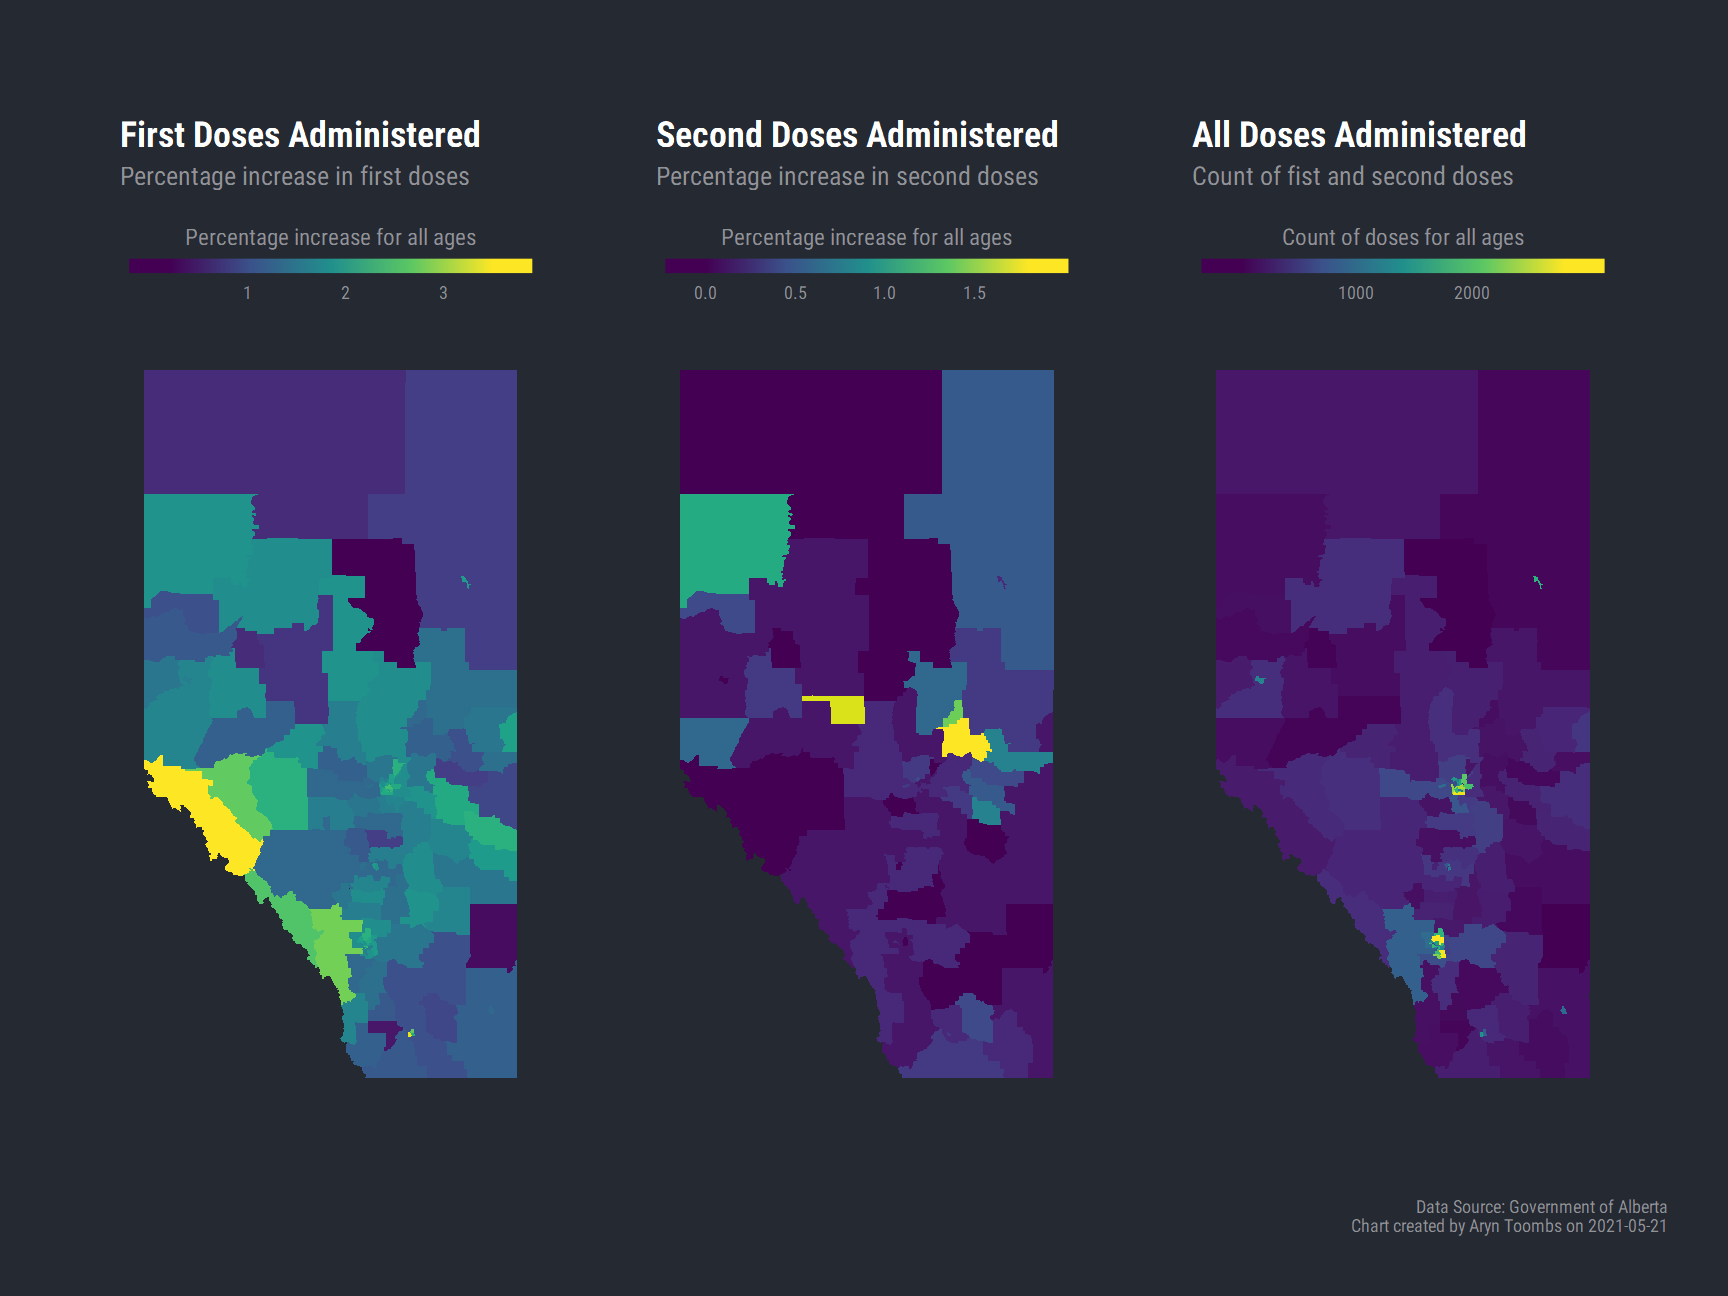 First Doses Administered
Percentage increase in first doses
Percentage increase for all ages
1 2 3
Second Doses Administered
Percentage increase in second doses
Percentage increase for all ages
0.0 0.5 1.0 1.5
All Doses Administered
Count of fist and second doses
Count of doses for all ages
1000 2000
Data Source: Government of Alberta
Chart created by Aryn Toombs on 2021-05-21